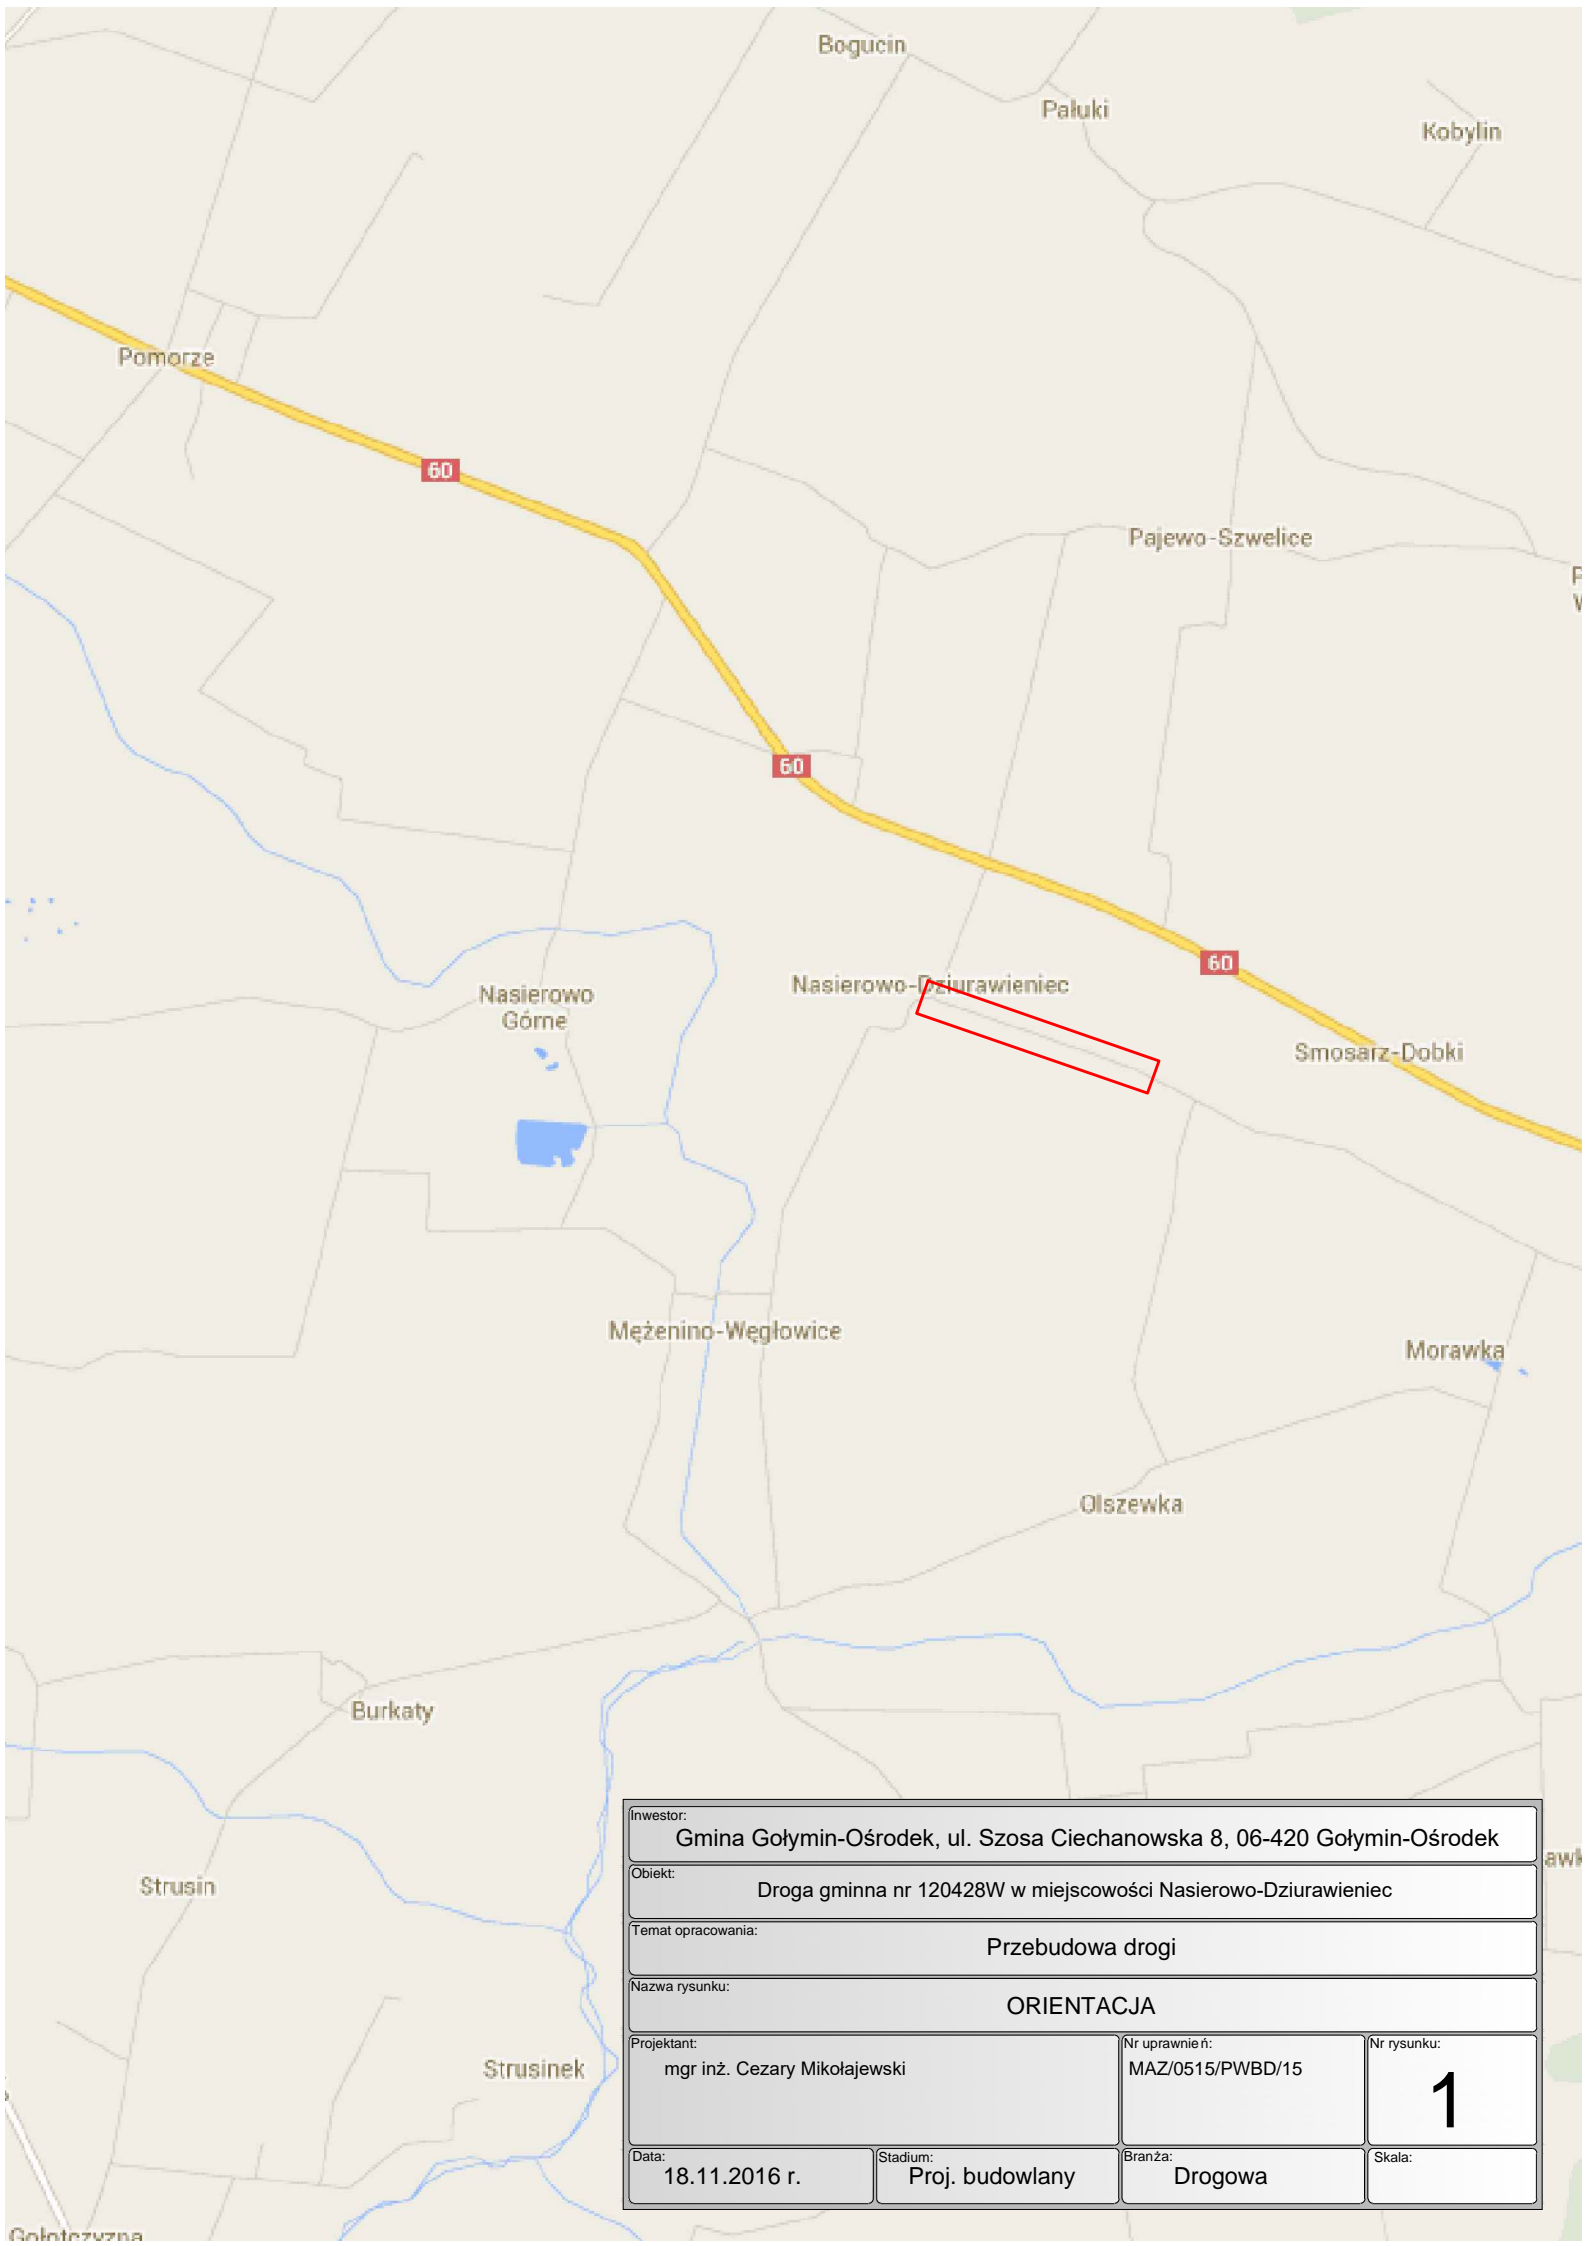 Bogucin
Pałuki
Kobylin
Pomorze
60
Pajewo-Szwelice
60
60
Nasierowo-Dziurawieniec
Nasierowo
Górne
Smosarz-Dobki
Mężenino-Węgłowice
Morawka
Olszewka
Burkaty
Strusin
Strusinek
Gołotczyzna
Inwestor:
Gmina Gołymin-Ośrodek, ul. Szosa Ciechanowska 8, 06-420 Gołymin-Ośrodek
Obiekt:
Droga gminna nr 120428W w miejscowości Nasierowo-Dziurawieniec
Temat opracowania:
Przebudowa drogi
Nazwa rysunku:
ORIENTACJA
Projektant:
mgr inż. Cezary Mikołajewski
Nr uprawnień:
MAZ/0515/PWBD/15
Nr rysunku:
1
Data:
18.11.2016 r.
Stadium:
Proj. budowlany
Branża:
Drogowa
Skala: